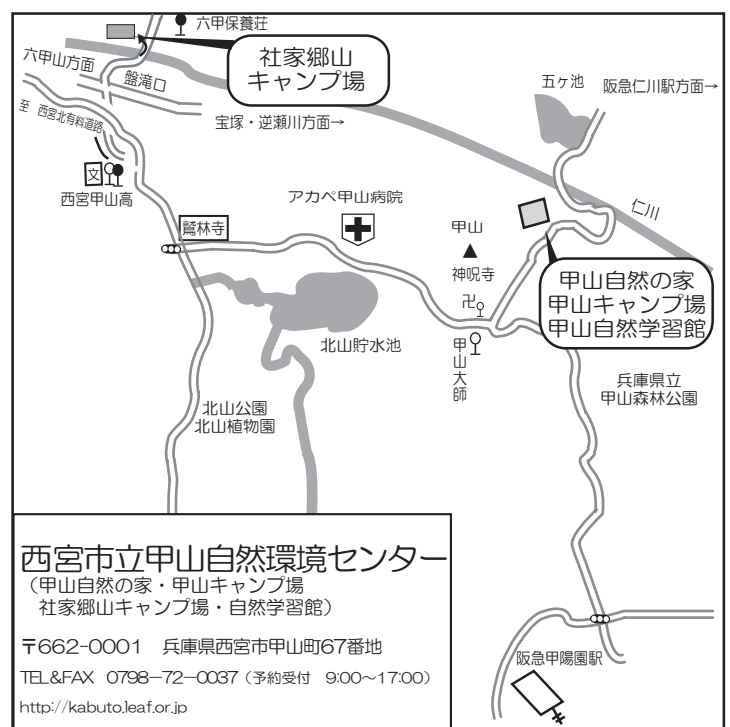 六甲保養荘
社家郷山
キャンプ場
六甲山方面
盤滝口
五ヶ池
阪急仁川駅方面→
至 西宮北有料道路
宝塚・逆瀬川方面→
文
西宮甲山高
アカペ甲山病院
仁川
鷲林寺
甲山
神呪寺
卍
甲山自然の家
甲山キャンプ場
甲山自然学習館
北山貯水池
甲山大師
兵庫県立
甲山森林公園
北山公園
北山植物園
西宮市立甲山自然環境センター
（甲山自然の家・甲山キャンプ場
社家郷山キャンプ場・自然学習館）
〒662-0001 兵庫県西宮市甲山町67番地
TEL&FAX 0798-72-0037（予約受付 9:00～17:00）
http://kabuto.leaf.or.jp
阪急甲陽園駅